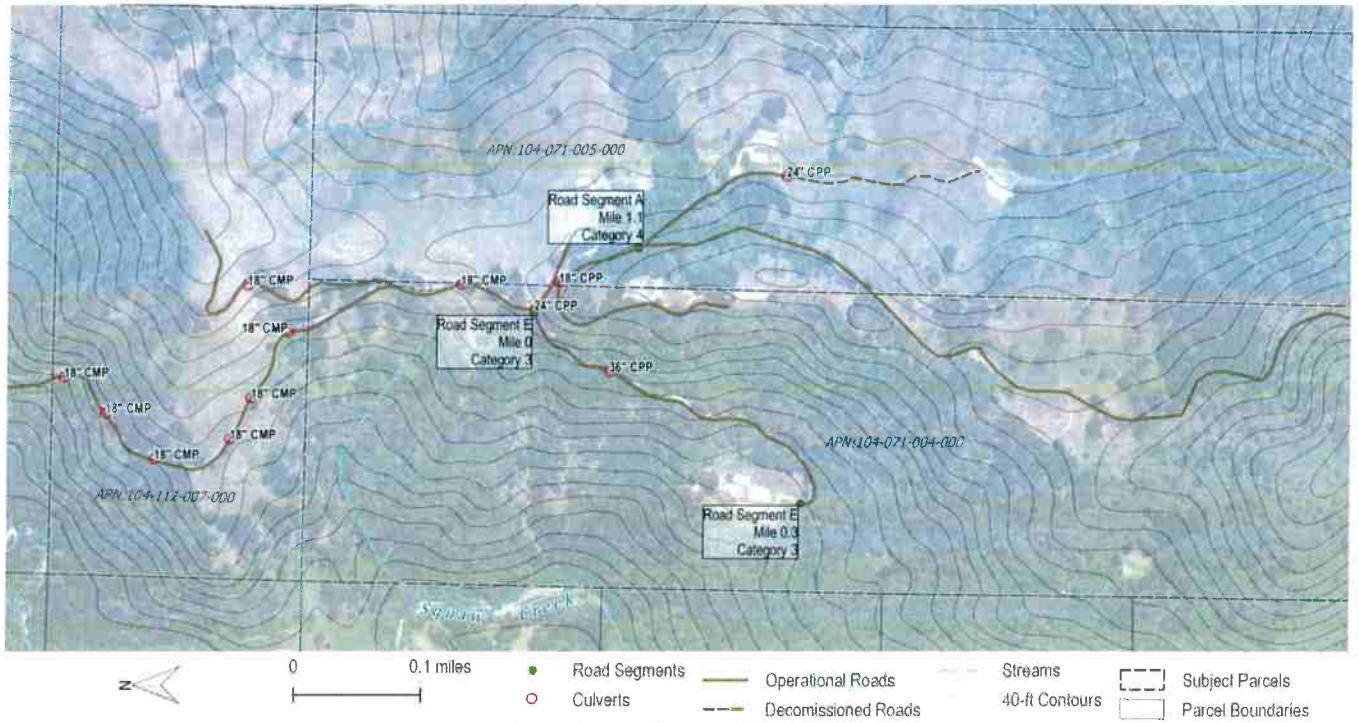 APN:104-071-005-000
24" CPP
Road Segment A
Mile 1.1
Category 4
18" CMP
18" CMP
18" CPP
24" CPP
18" CMP
Road Segment E
Mile 0
Category 3
36" CPP
18" CMP
18" CMP
18" CMP
18" CMP
18" CMP
APN:104-071-004-000
APN:104-112-007-000
Road Segment E
Mile 0.3
Category 3
Creek
N
0
0.1 miles
Road Segments
Culverts
Operational Roads
Decomissioned Roads
Streams
40-ft Contours
Subject Parcels
Parcel Boundaries